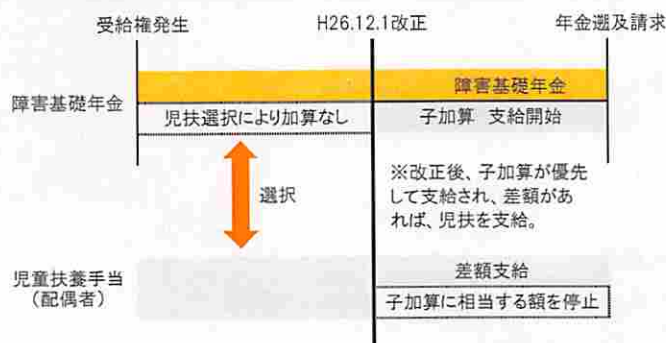 受給権発生
H26.12.1改正
年金遡及請求
障害基礎年金
障害基礎年金
児扶選択により加算なし
子加算 支給開始
選択
※改正後、子加算が優先
して支給され、差額があ
れば、児扶を支給。
児童扶養手当
（配偶者）
差額支給
子加算に相当する額を停止